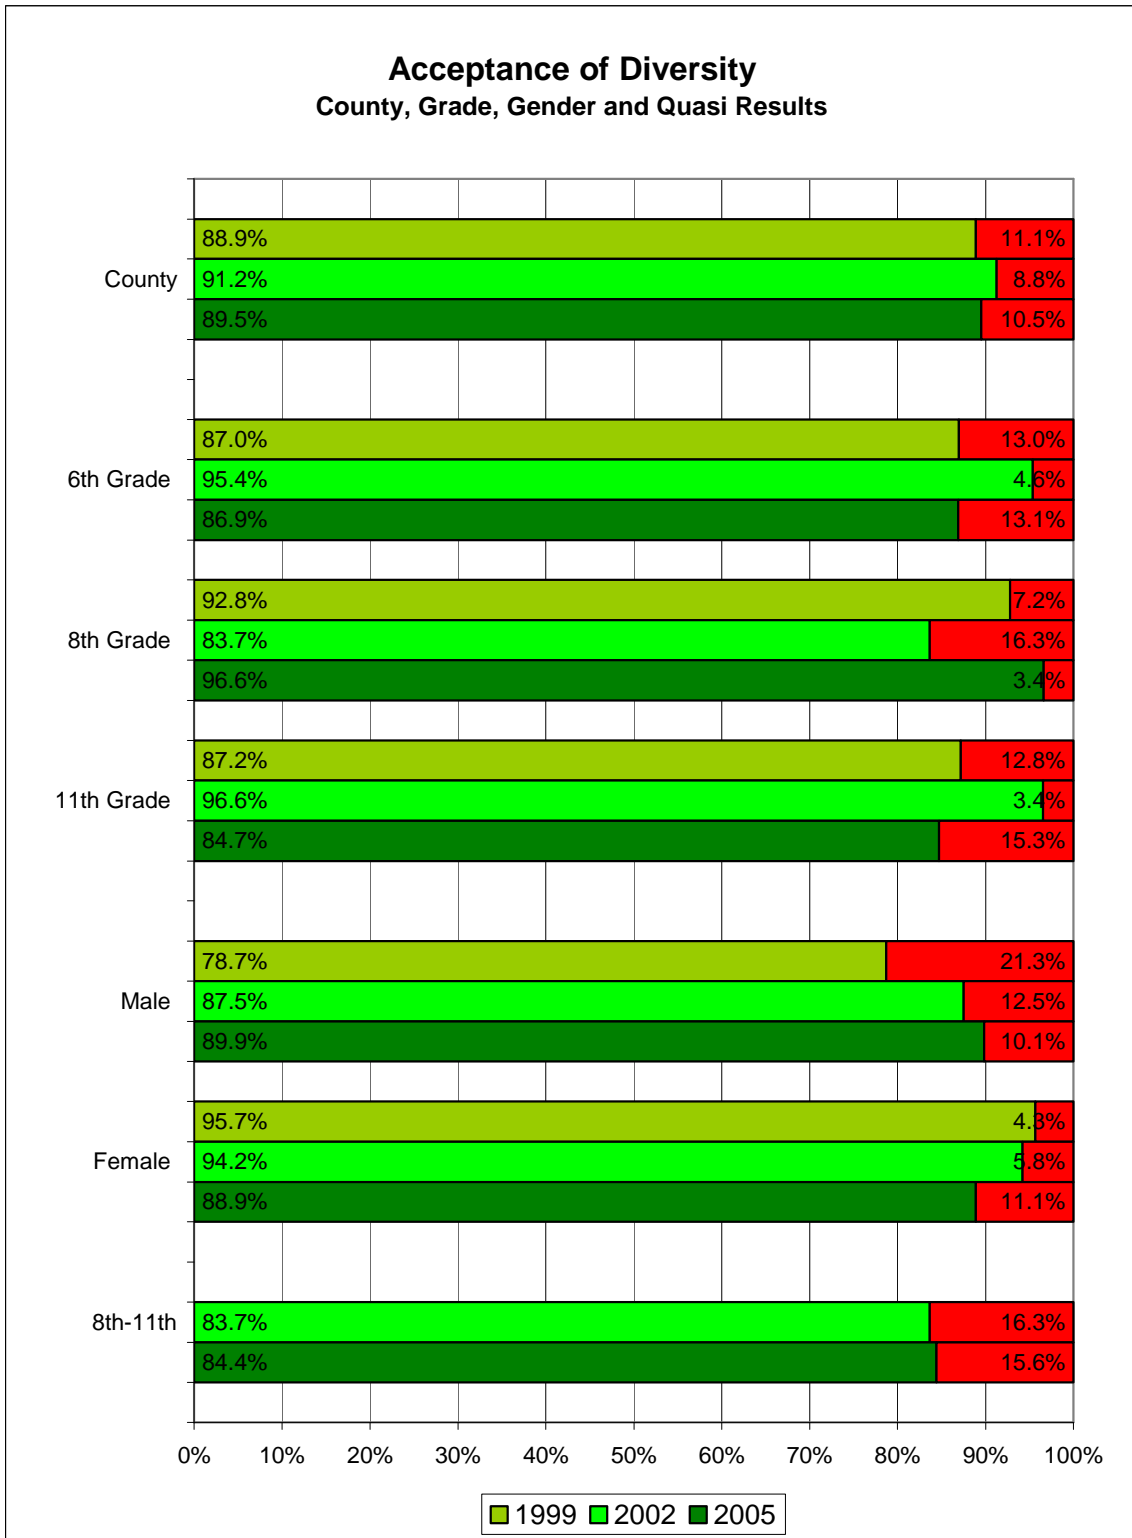 Acceptance of Diversity
County, Grade, Gender and Quasi Results
88.9% 11.1%
County
91.2% 8.8%
89.5% 10.5%
87.0% 13.0%
6th Grade
95.4% 4.6%
86.9% 13.1%
92.8% 7.2%
8th Grade
83.7% 16.3%
96.6% 3.4%
87.2% 12.8%
11th Grade
96.6% 3.4%
84.7% 15.3%
78.7% 21.3%
Male
87.5% 12.5%
89.9% 10.1%
95.7% 4.3%
Female
94.2% 5.8%
88.9% 11.1%
8th-11th
83.7% 16.3%
84.4% 15.6%
0% 10% 20% 30% 40% 50% 60% 70% 80% 90% 100%
1999 2002 2005